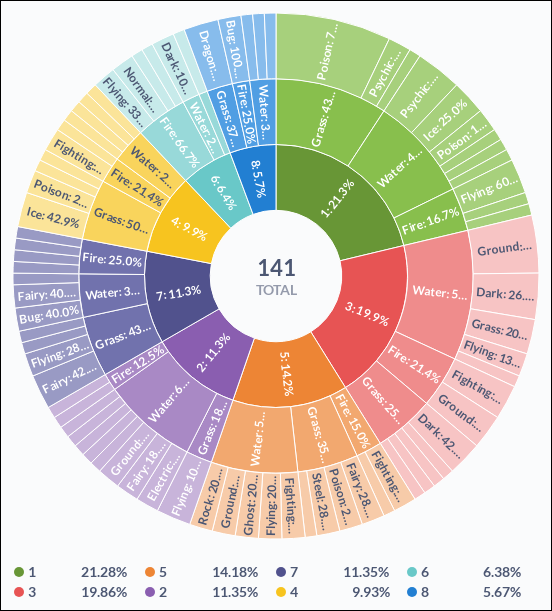 141
TOTAL
1:21.3%
3:19.9%
5:14.2%
2:11.3%
7:11.3%
4:9.9%
6:6.4%
8:5.7%
Grass:43...
Water:4...
Fire:16.7%
Water:5...
Fire:21.4%
Grass:25...
Fire:15.0%
Grass:35...
Water:5...
Grass:18...
Water:6...
Fire:12.5%
Grass:43...
Water:3...
Fire:25.0%
Grass:50...
Fire:21.4%
Water:2...
Fire:66.7%
Water:2...
Grass:37...
Fire:25.0%
Water:3...
Poison:7...
Psychic:...
Psychic:...
Ice:25.0%
Poison:1...
Flying:60...
Ground:...
Dark:26....
Grass:20...
Flying:13...
Fighting:...
Ground:...
Dark:42....
Fighting:...
Fairy:28....
Poison:2...
Steel:28....
Fighting:...
Flying:20...
Ghost:20...
Ground:...
Rock:20....
Flying:10...
Electric:...
Fairy:18....
Ground:...
Fairy:42....
Flying:28...
Bug:40.0%
Fairy:40....
Ice:42.9%
Poison:2...
Fighting:...
Flying:33...
Normal:...
Dark:10...
Dragon...
Bug:100....
1 21.28% 5 14.18% 7 11.35% 6 6.38%
3 19.86% 2 11.35% 4 9.93% 8 5.67%